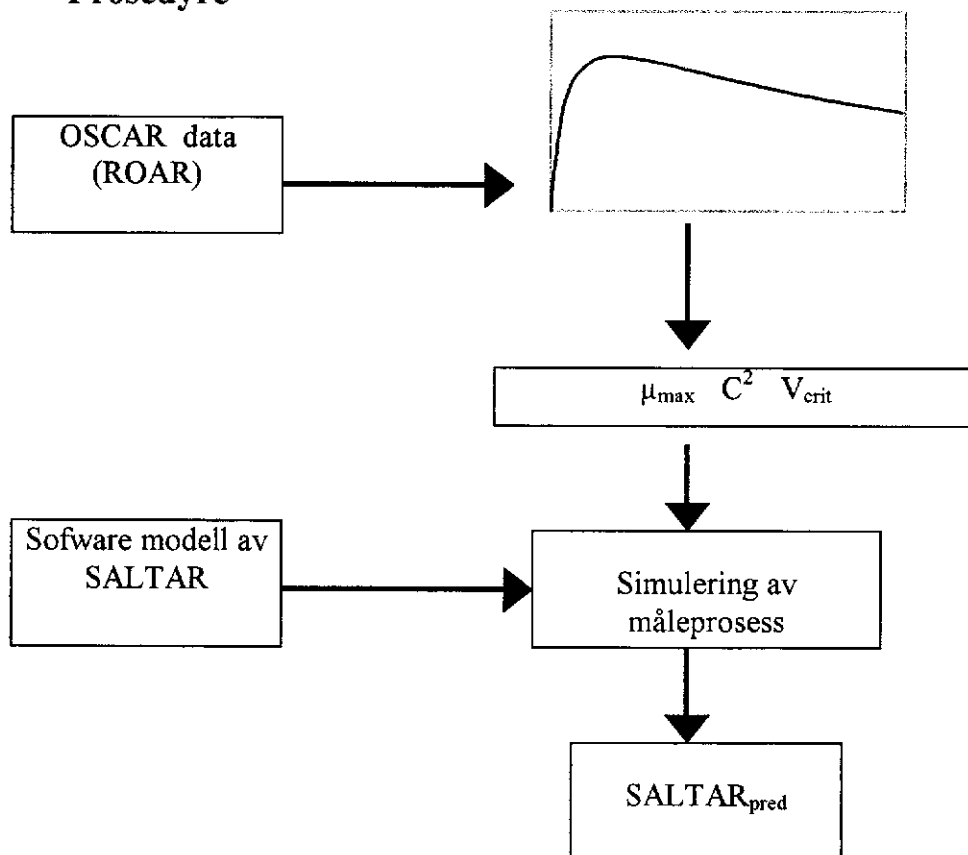 Prosedyre
OSCAR data
(ROAR)
μmax C² Vcrit
Sofware modell av
SALTAR
Simulering av
måleprosess
SALTARpred